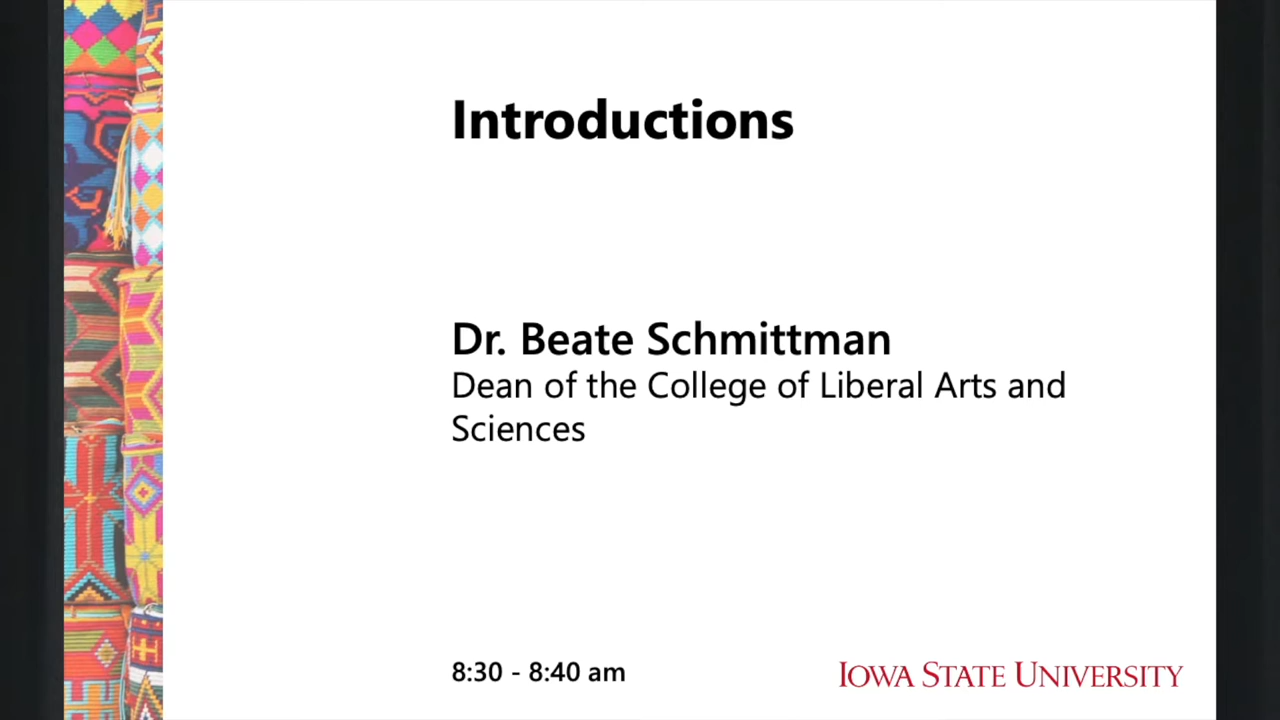 Introductions
Dr. Beate Schmittman
Dean of the College of Liberal Arts and
Sciences
8:30 - 8:40 am
IOWA STATE UNIVERSITY